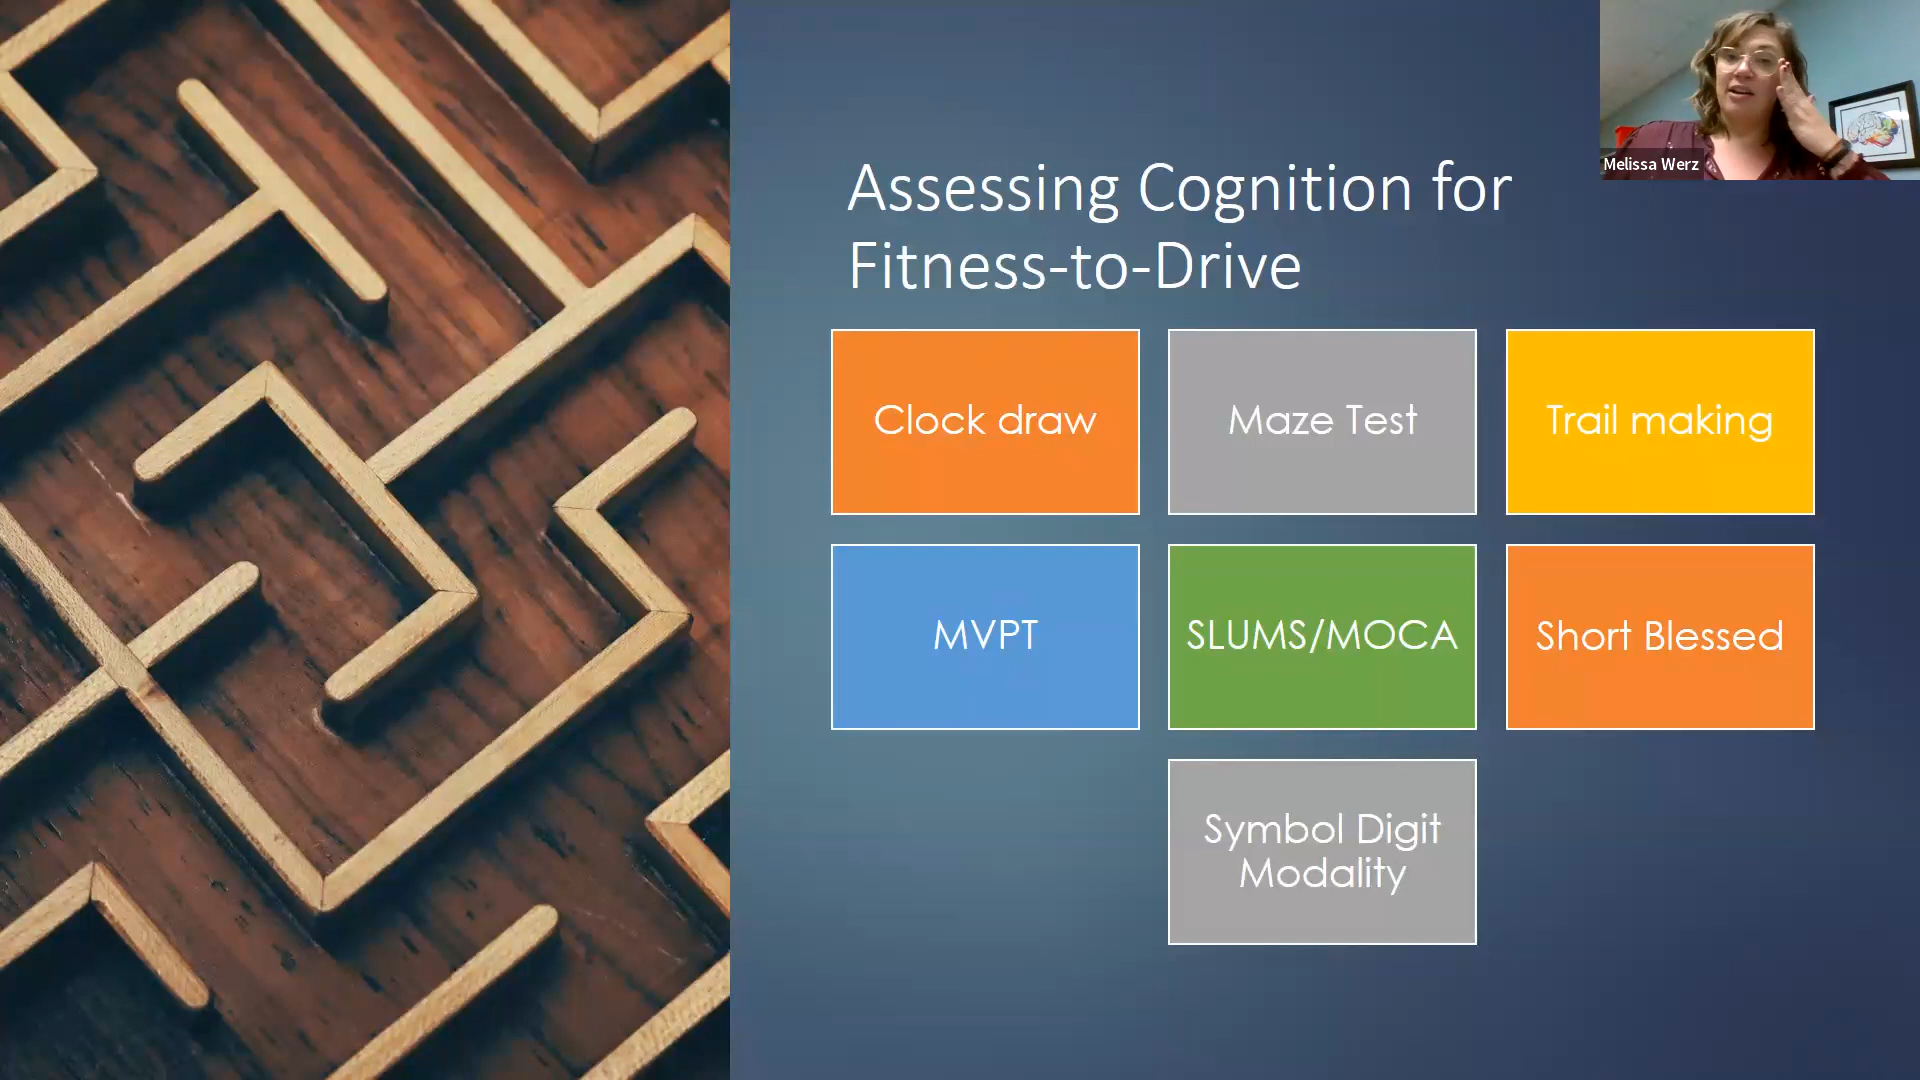 Melissa Werz
Assessing Cognition for
Fitness-to-Drive
Clock draw
Maze Test
Trail making
MVPT
SLUMS/MOCA
Short Blessed
Symbol Digit
Modality